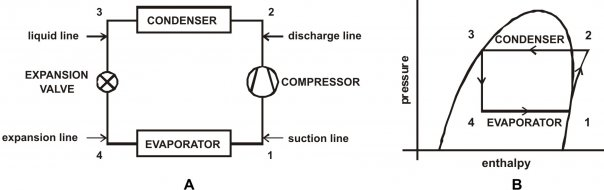 3
CONDENSER
2
liquid line
discharge line
EXPANSION
VALVE
COMPRESSOR
expansion line
suction line
4
EVAPORATOR
1
A
pressure
3
CONDENSER
2
4
EVAPORATOR
1
enthalpy
B